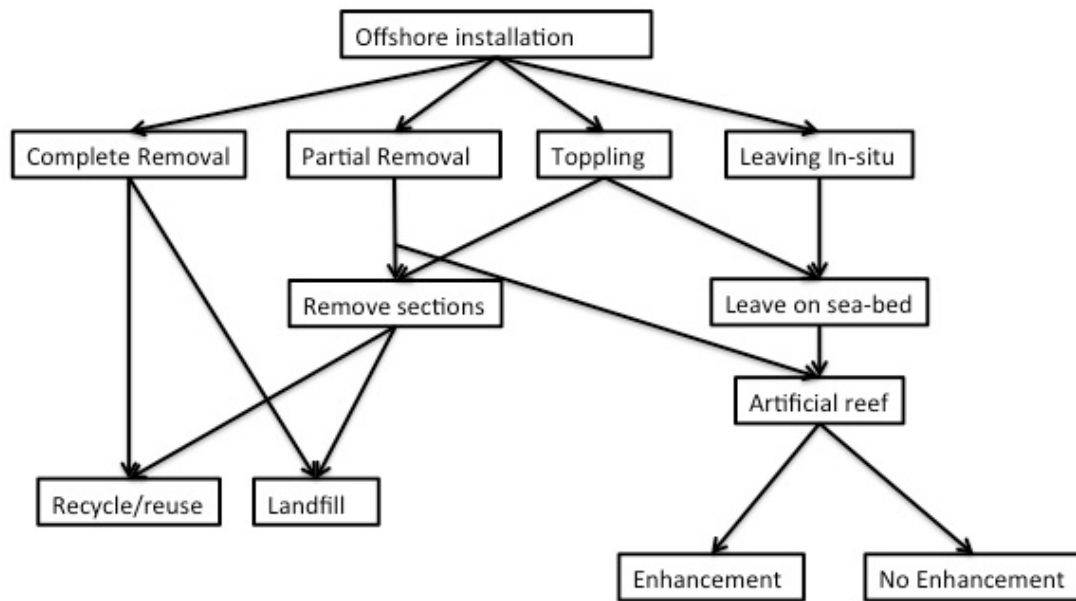 Offshore installation
Complete Removal
Partial Removal
Toppling
Leaving In-situ
Remove sections
Leave on sea-bed
Artificial reef
Recycle/reuse
Landfill
Enhancement
No Enhancement